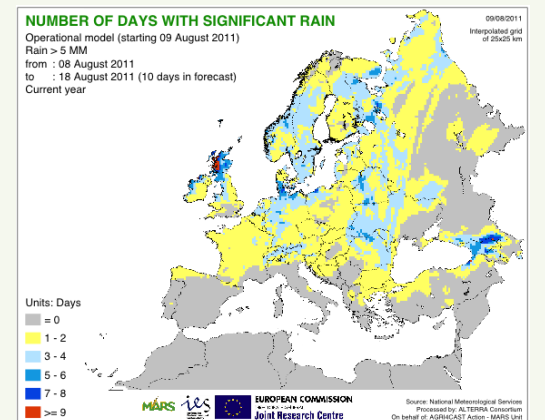 NUMBER OF DAYS WITH SIGNIFICANT RAIN
09/08/2011
Operational model (starting 09 August 2011)
Interpolated grid
of 25x25 km
Rain > 5 MM
from : 08 August 2011
to : 18 August 2011 (10 days in forecast)
Current year
Units: Days
= 0
1 - 2
3 - 4
5 - 6
7 - 8
>= 9
MARS
ies
EUROPEAN COMMISSION
Joint Research Centre
Source: National Meteorological Services
Processed by: ALTERRA Consortium
On behalf of: AGRI4CAST Action - MARS Unit